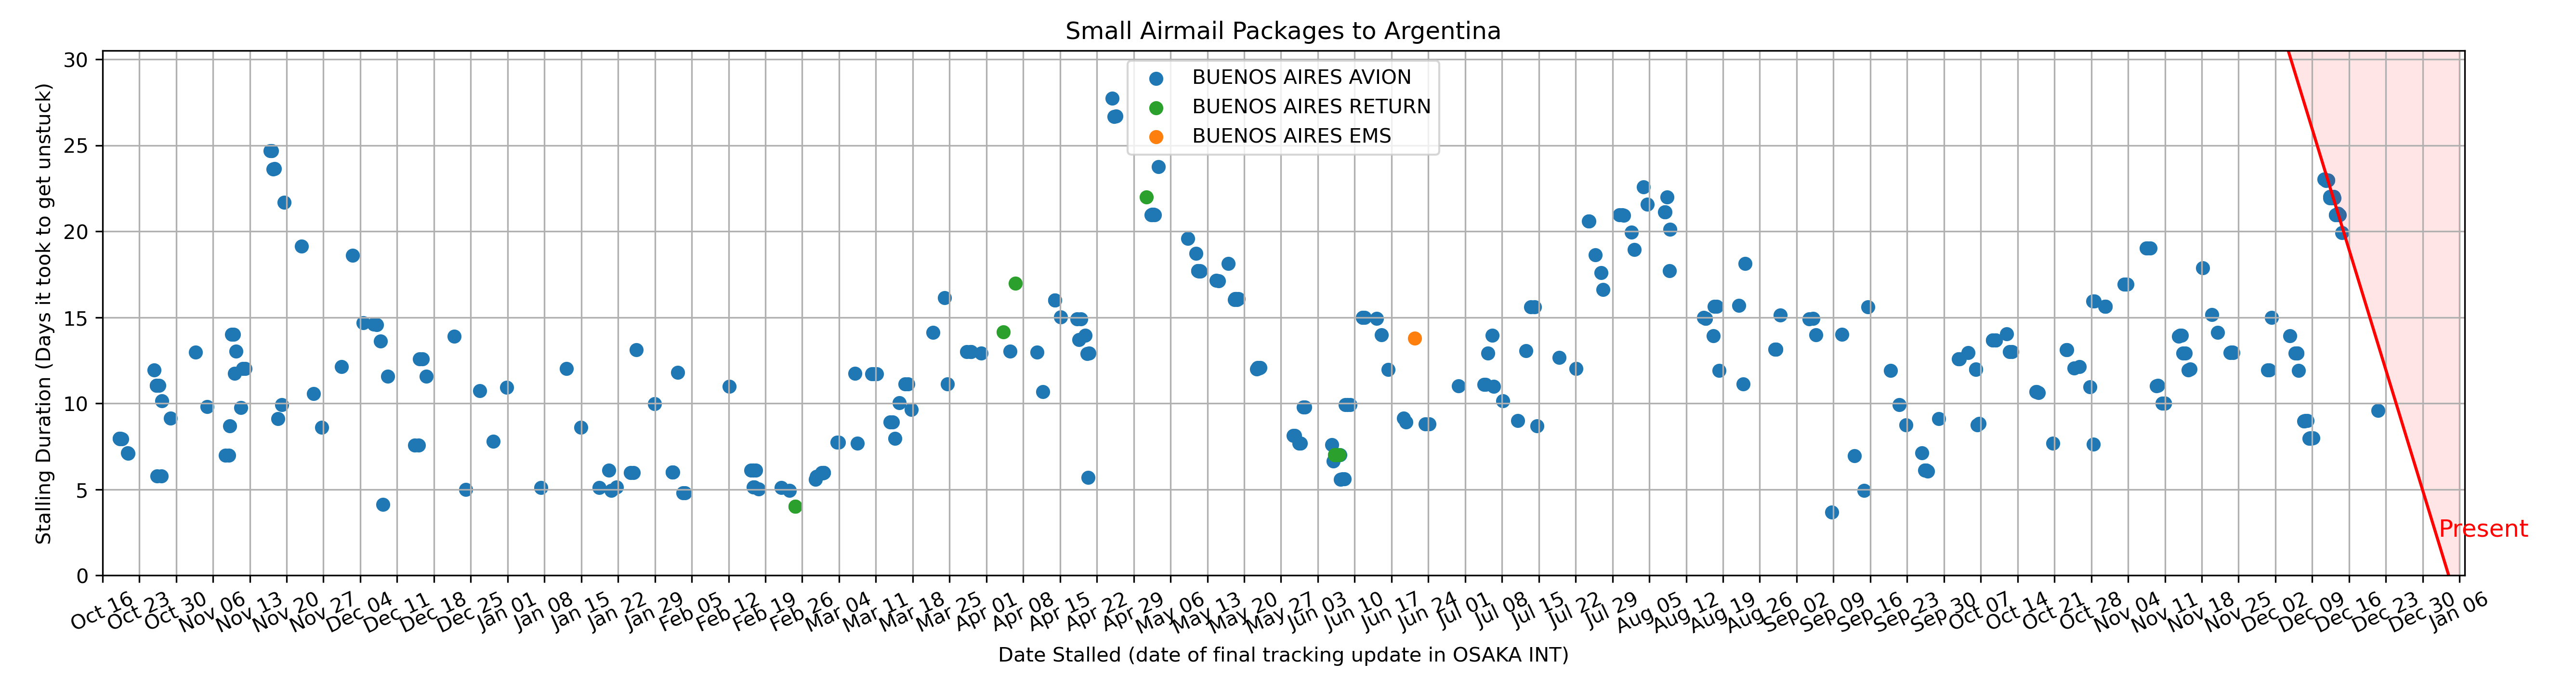 Small Airmail Packages to Argentina
Stalling Duration (Days it took to get unstuck)
30
25
20
15
10
5
0
BUENOS AIRES AVION
BUENOS AIRES RETURN
BUENOS AIRES EMS
Present
Oct 16
Oct 23
Oct 30
Nov 06
Nov 13
Nov 20
Nov 27
Dec 04
Dec 11
Dec 18
Dec 25
Jan 01
Jan 08
Jan 15
Jan 22
Jan 29
Feb 05
Feb 12
Feb 19
Feb 26
Mar 04
Mar 11
Mar 18
Mar 25
Apr 01
Apr 08
Apr 15
Apr 22
Apr 29
May 06
May 13
May 20
May 27
Jun 03
Jun 10
Jun 17
Jun 24
Jul 01
Jul 08
Jul 15
Jul 22
Jul 29
Aug 05
Aug 12
Aug 19
Aug 26
Sep 02
Sep 09
Sep 16
Sep 23
Sep 30
Oct 07
Oct 14
Oct 21
Oct 28
Nov 04
Nov 11
Nov 18
Nov 25
Dec 02
Dec 09
Dec 16
Dec 23
Dec 30
Jan 06
Date Stalled (date of final tracking update in OSAKA INT)